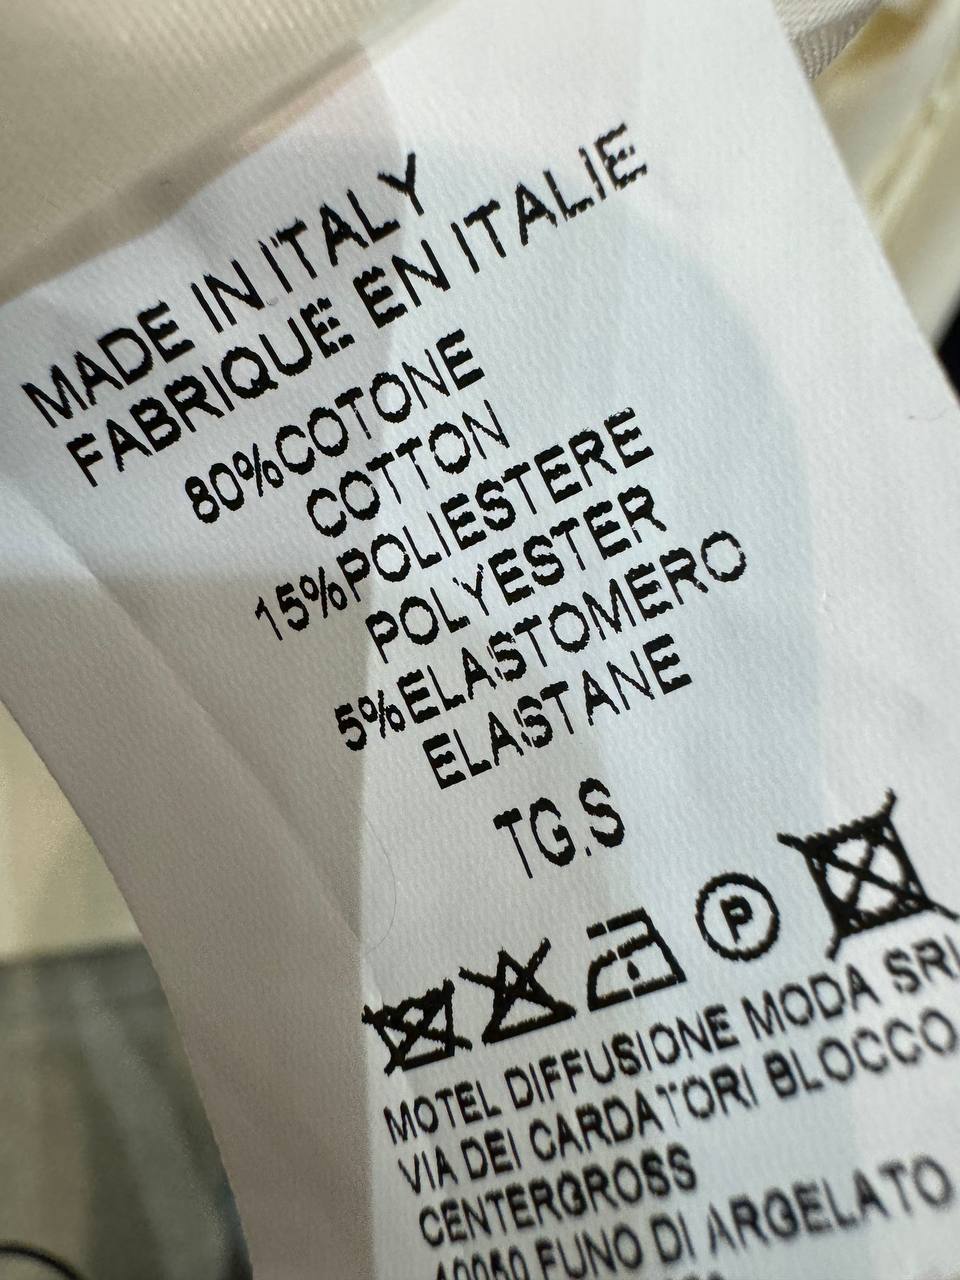 MADE IN ITALY
FABRIQUE EN ITALIE
80%COTONE
COTTON
15%POLIESTERE
POLYESTER
5%ELASTOMERO
ELASTANE
TG.S
P
MOTEL DIFFUSIONE MODA SRL
VIA DEI CARDATORI BLOCCO
CENTERGROSS
40050 FUNO DI ARGELATO